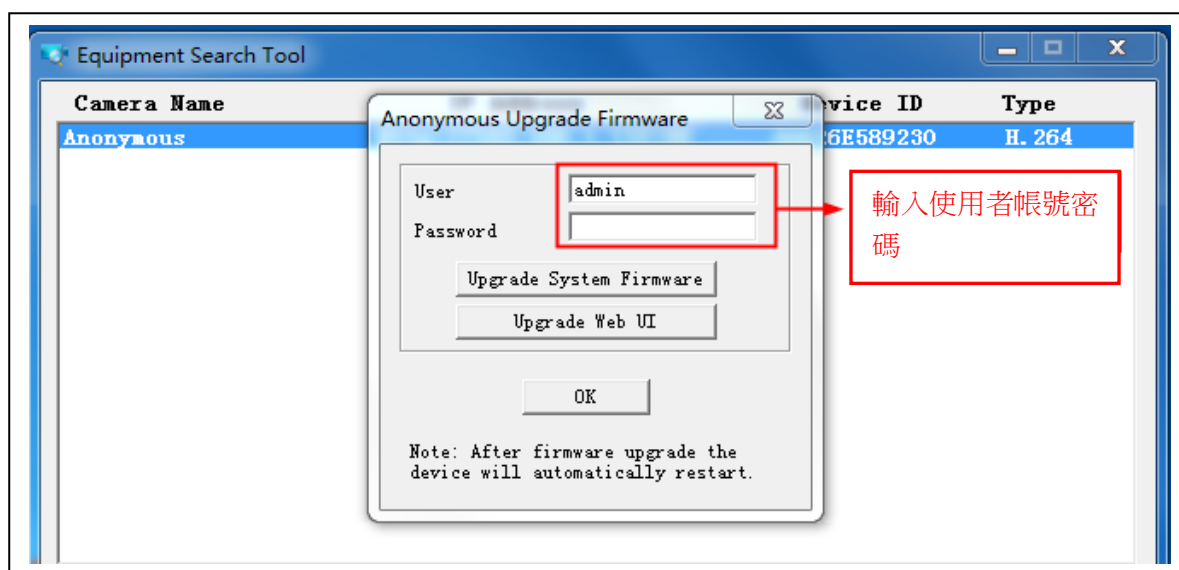 Equipment Search Tool
Camera Name
Type
Anonymous
6E589230
H.264
Anonymous Upgrade Firmware
User
admin
Password
Upgrade System Firmware
Upgrade Web UI
OK
Note: After firmware upgrade the
device will automatically restart.
輸入使用者帳號密
碼